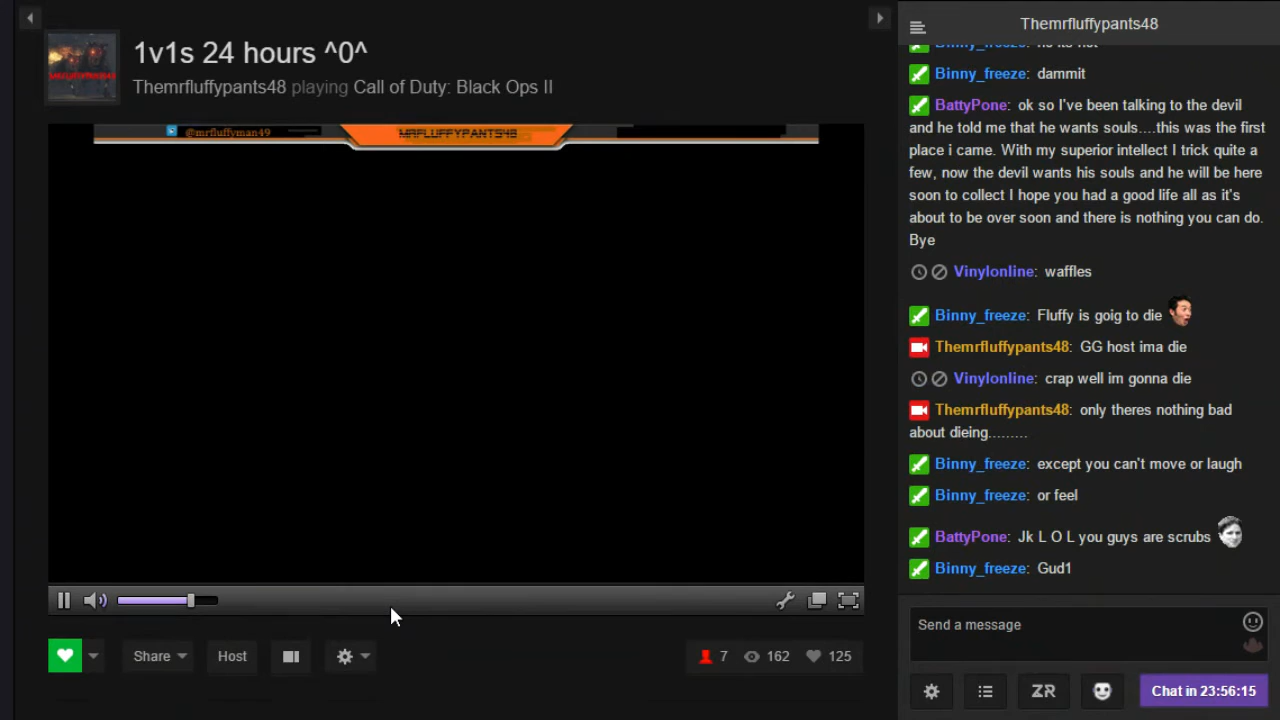 1v1s 24 hours ^0^
Themrfluffypants48 playing Call of Duty: Black Ops II
@mrfluffyman49
MRFLUFFYPANTS48
Share
Host
7
162
125
Themrfluffypants48
Binny_freeze: no its not
Binny_freeze: dammit
BattyPone: ok so I've been talking to the devil
and he told me that he wants souls....this was the first
place i came. With my superior intellect I trick quite a
few, now the devil wants his souls and he will be here
soon to collect I hope you had a good life all as it's
about to be over soon and there is nothing you can do.
Bye
Vinylonline: waffles
Binny_freeze: Fluffy is goig to die
Themrfluffypants48: GG host ima die
Vinylonline: crap well im gonna die
Themrfluffypants48: only theres nothing bad
about dieing.........
Binny_freeze: except you can't move or laugh
Binny_freeze: or feel
BattyPone: Jk L O L you guys are scrubs
Binny_freeze: Gud1
Send a message
ZR
Chat in 23:56:15